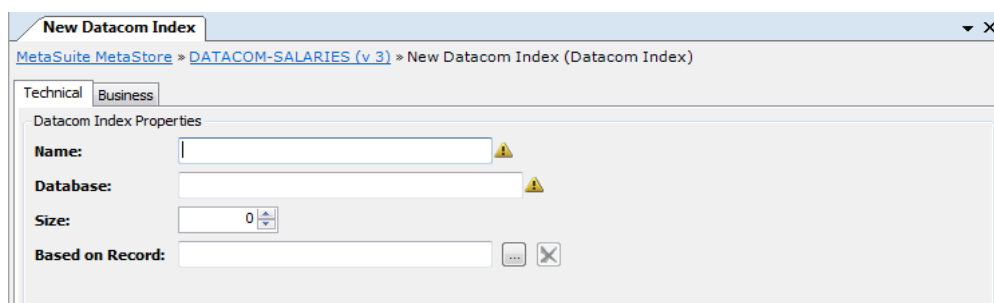 New Datacom Index
MetaSuite MetaStore » DATACOM-SALARIES (v 3) » New Datacom Index (Datacom Index)
Technical Business
Datacom Index Properties
Name:
Database:
Size: 0
Based on Record: ...